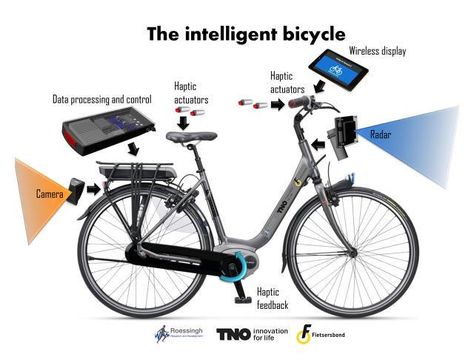 The intelligent bicycle
Wireless display
Haptic
actuators
Haptic
actuators
Data processing and control
Radar
Camera
TNO
Haptic
feedback
Roessingh
TNO innovation
for life
F
Fietsersbond